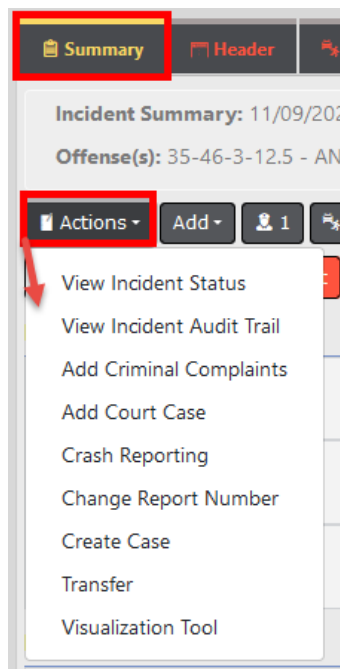 Summary Header
Incident Summary: 11/09/202
Offense(s): 35-46-3-12.5 - AN
Actions Add 1
View Incident Status
View Incident Audit Trail
Add Criminal Complaints
Add Court Case
Crash Reporting
Change Report Number
Create Case
Transfer
Visualization Tool